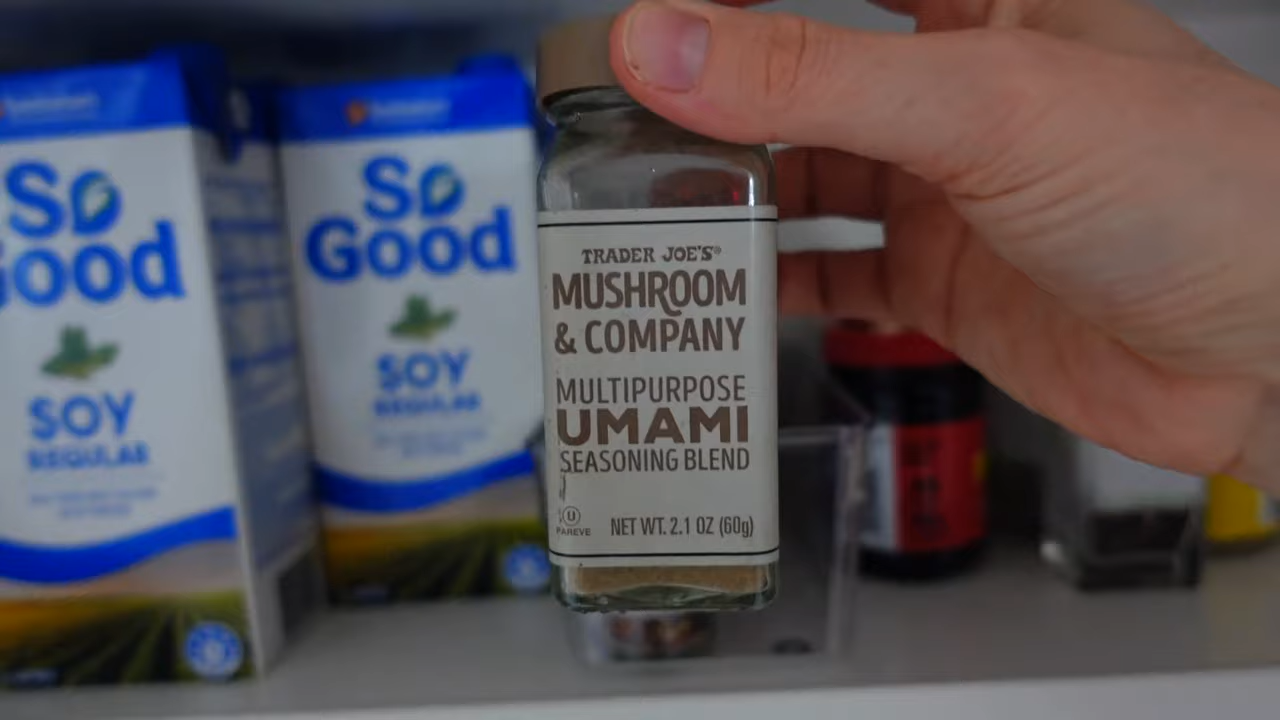 So
Good
SOY
REGULAR
So
Good
SOY
REGULAR
TRADER JOE'S®
MUSHROOM
& COMPANY
MULTIPURPOSE
UMAMI
SEASONING BLEND
U
PAREVE
NET WT. 2.1 OZ (60g)